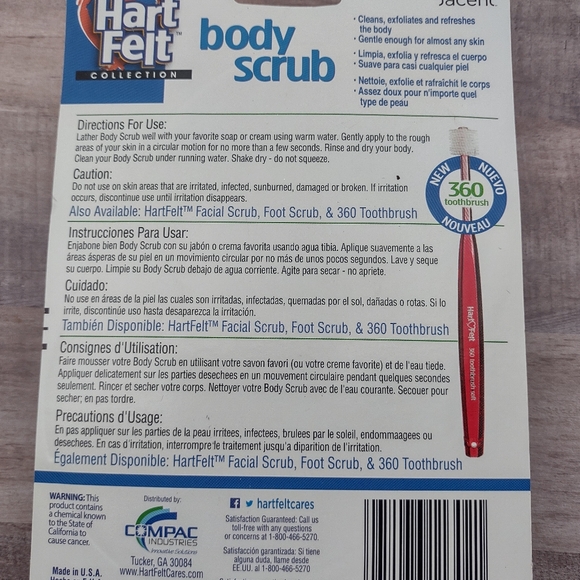 Hart
Felt™
COLLECTION
body
scrub
Jacent
• Cleans, exfoliates and refreshes
the body
• Gentle enough for almost any skin
• Limpia, exfolia y refresca el cuerpo
• Suave para casi cualquier piel
• Nettoie, exfolie et rafraîchit le corps
• Assez doux pour n'importe quel
type de peau
Directions For Use:
Lather Body Scrub well with your favorite soap or cream using warm water. Gently apply to the rough
areas of your skin in a circular motion for no more than a few seconds. Rinse and dry your body.
Clean your Body Scrub under running water. Shake dry - do not squeeze.
Caution:
Do not use on skin areas that are irritated, infected, sunburned, damaged or broken. If irritation
occurs, discontinue use until irritation disappears.
Also Available: HartFelt™ Facial Scrub, Foot Scrub, & 360 Toothbrush
NEW
NUEVO
360
toothbrush
NOUVEAU
Instrucciones Para Usar:
Enjabone bien Body Scrub con su jabón o crema favorita usando agua tibia. Aplique suavemente a las
áreas ásperas de su piel en un movimiento circular por no más de unos pocos segundos. Lave y seque
su cuerpo. Limpie su Body Scrub debajo de agua corriente. Agite para secar - no apriete.
Cuidado:
No use en áreas de la piel las cuales son irritadas, infectadas, quemadas por el sol, dañadas o rotas. Si lo
irrite, discontinúe uso hasta desaparezca la irritación.
También Disponible: HartFelt™ Facial Scrub, Foot Scrub, & 360 Toothbrush
Hart Felt
360 toothbrush soft
Consignes d'Utilisation:
Faire mousser votre Body Scrub en utilisant votre savon favori (ou votre creme favorite) et de l'eau tiede.
Appliquer delicatement sur les parties desechees en un mouvement circulaire pendant quelques secondes
seulement. Rincer et secher votre corps. Nettoyer votre Body Scrub avec de l'eau courante. Secouer pour
secher; en pas tordre.
Precautions d'Usage:
En pas appliquer sur les parties de la peau irritees, infectees, brulees par le soleil, endommaagees ou
desechees. En cas d'irritation, interrompre le traitement jusqu'a diparition de l'irritation.
Également Disponible: HartFelt™ Facial Scrub, Foot Scrub, & 360 Toothbrush
WARNING: This
product contains
a chemical known
to the State of
California to
cause cancer.
Made in U.S.A.
Distributed by:
COMPAC
INDUSTRIES
Innovative Solutions
Tucker, GA 30084
www.HartFeltCares.com
hartfeltcares
Satisfaction Guaranteed: Call us
toll-free with any questions
or concerns at 1-800-466-5270.
Satisfacción garantizada: Si tiene
alguna duda, llame desde
EE.UU. al 1-800-466-5270